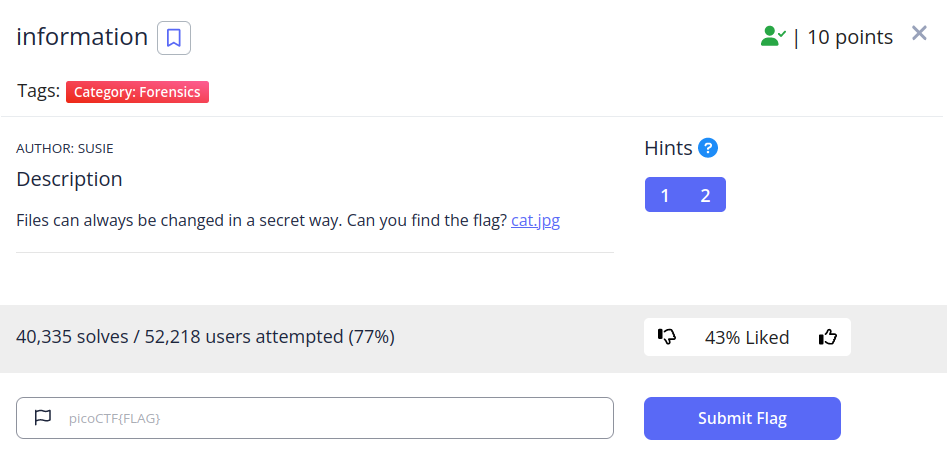 information
| 10 points
Tags: Category: Forensics
AUTHOR: SUSIE
Description
Files can always be changed in a secret way. Can you find the flag? cat.jpg
Hints ?
1 2
40,335 solves / 52,218 users attempted (77%)
43% Liked
picoCTF{FLAG}
Submit Flag